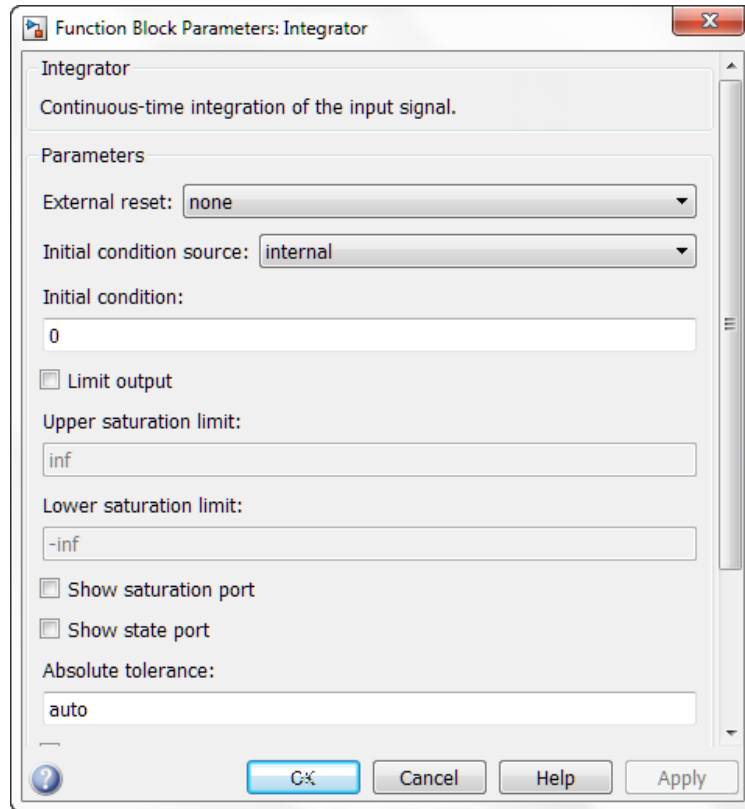 Function Block Parameters: Integrator
Integrator
Continuous-time integration of the input signal.
Parameters
External reset: none
Initial condition source: internal
Initial condition:
0
Limit output
Upper saturation limit:
inf
Lower saturation limit:
-inf
Show saturation port
Show state port
Absolute tolerance:
auto
OK Cancel Help Apply